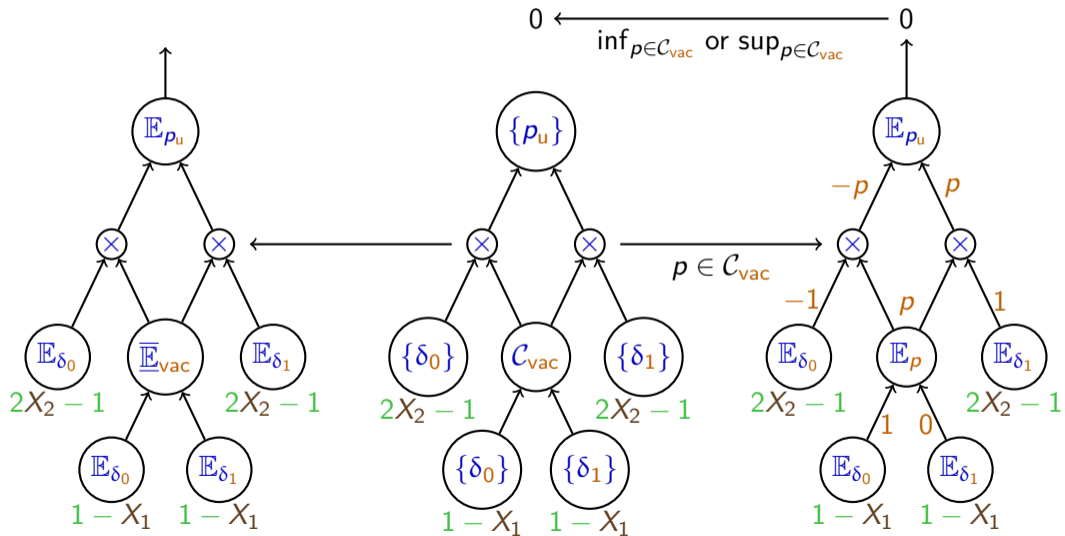 0 0
inf_{p∈𝒞_vac} or sup_{p∈𝒞_vac}
𝔼_{p_u} {p_u} 𝔼_{p_u}
−p p
× × × × × ×
p ∈ 𝒞_vac
−1 p 1
𝔼_{δ_0} 𝔼̲̅_vac 𝔼_{δ_1} {δ_0} 𝒞_vac {δ_1} 𝔼_{δ_0} 𝔼_p 𝔼_{δ_1}
2X_2 − 1 2X_2 − 1 2X_2 − 1 2X_2 − 1 2X_2 − 1 2X_2 − 1
1 0
𝔼_{δ_0} 𝔼_{δ_1} {δ_0} {δ_1} 𝔼_{δ_0} 𝔼_{δ_1}
1 − X_1 1 − X_1 1 − X_1 1 − X_1 1 − X_1 1 − X_1